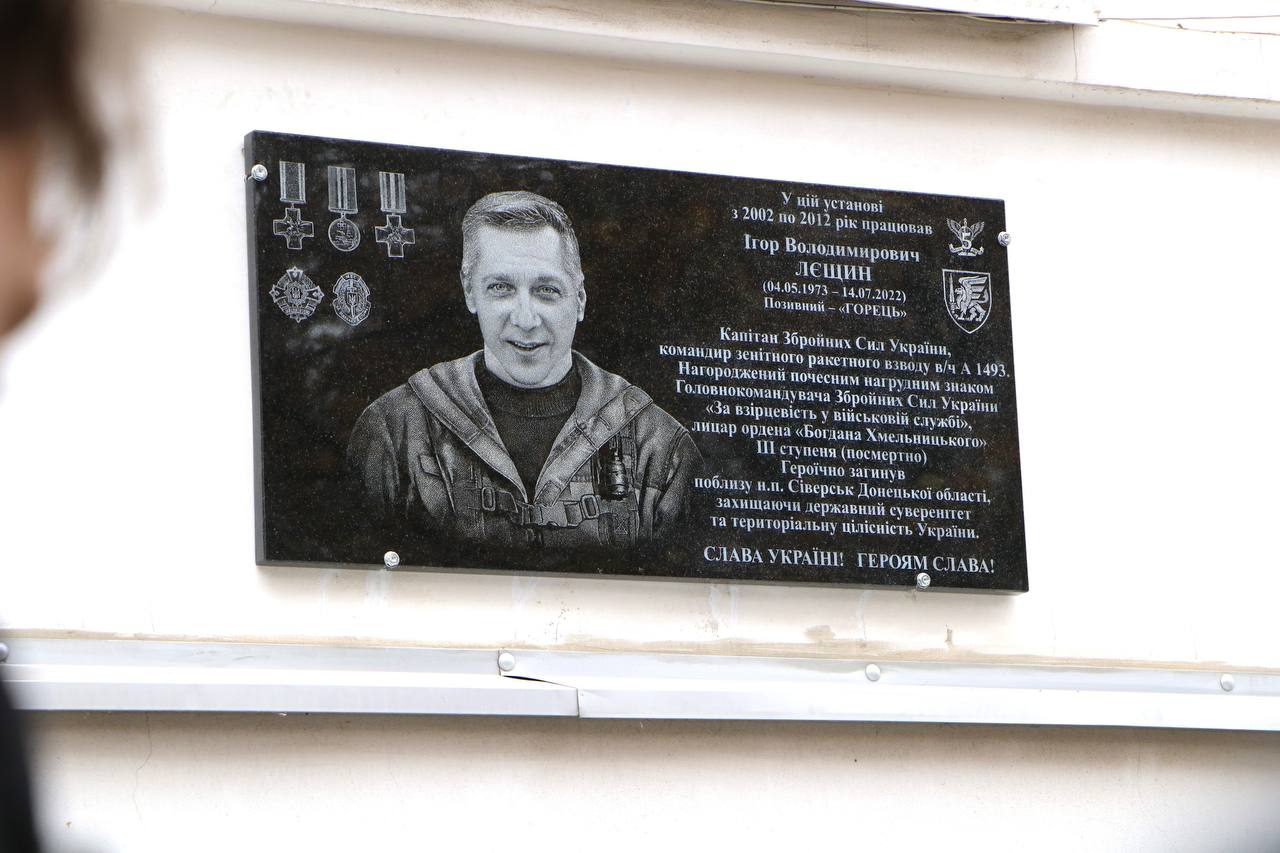 У цій установі
з 2002 по 2012 рік працював
Ігор Володимирович
ЛЄЩИН
(04.05.1973 – 14.07.2022)
Позивний – «ГОРЕЦЬ»
5
Капітан Збройних Сил України,
командир зенітного ракетного взводу в/ч А 1493.
Нагороджений почесним нагрудним знаком
Головнокомандувача Збройних Сил України
«За взірцевість у військовій службі»,
лицар ордена «Богдана Хмельницького»
III ступеня (посмертно)
Героїчно загинув
поблизу н.п. Сіверськ Донецької області,
захищаючи державний суверенітет
та територіальну цілісність України.
СЛАВА УКРАЇНІ! ГЕРОЯМ СЛАВА!